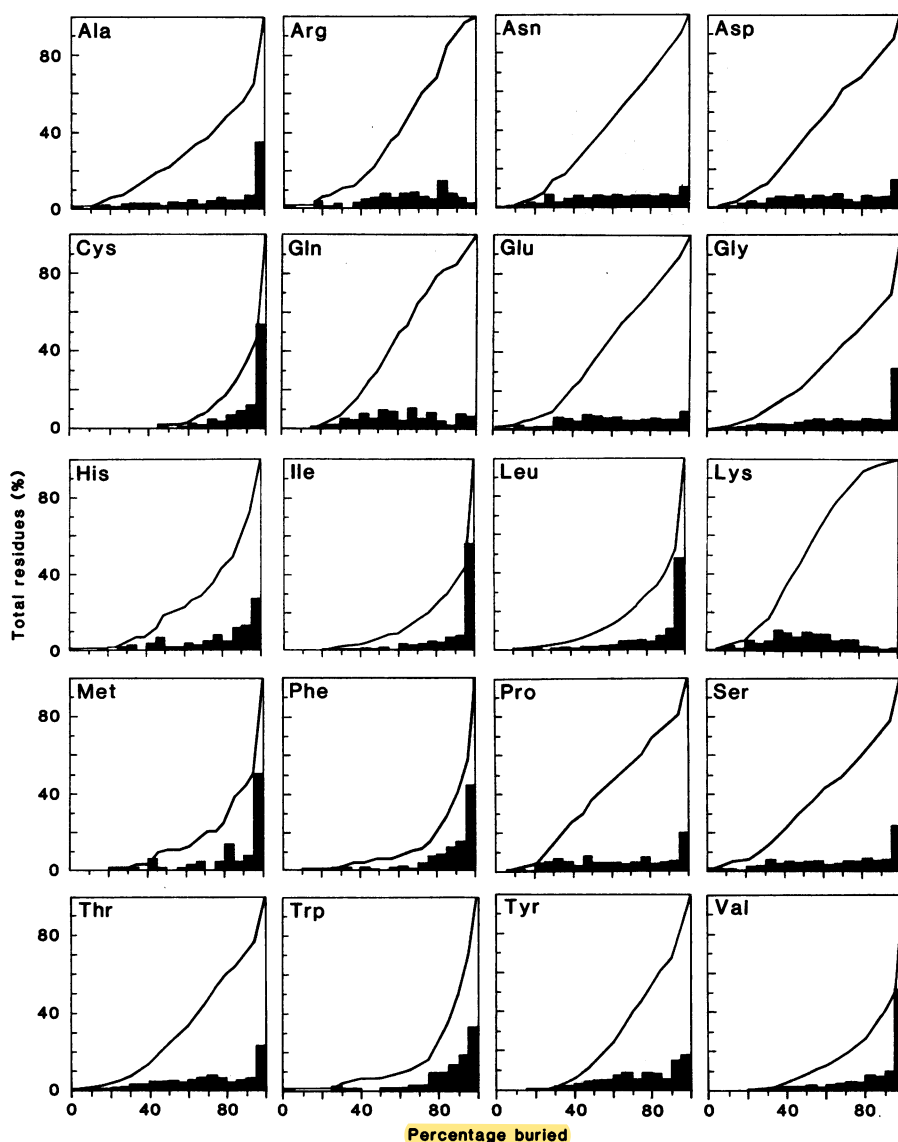 Ala Arg Asn Asp
80
40
0
Cys Gln Glu Gly
80
40
0
His Ile Leu Lys
80
40
0
Met Phe Pro Ser
80
40
0
Thr Trp Tyr Val
80
40
0
0 40 80 0 40 80 0 40 80 40 80
Total residues (%)
Percentage buried